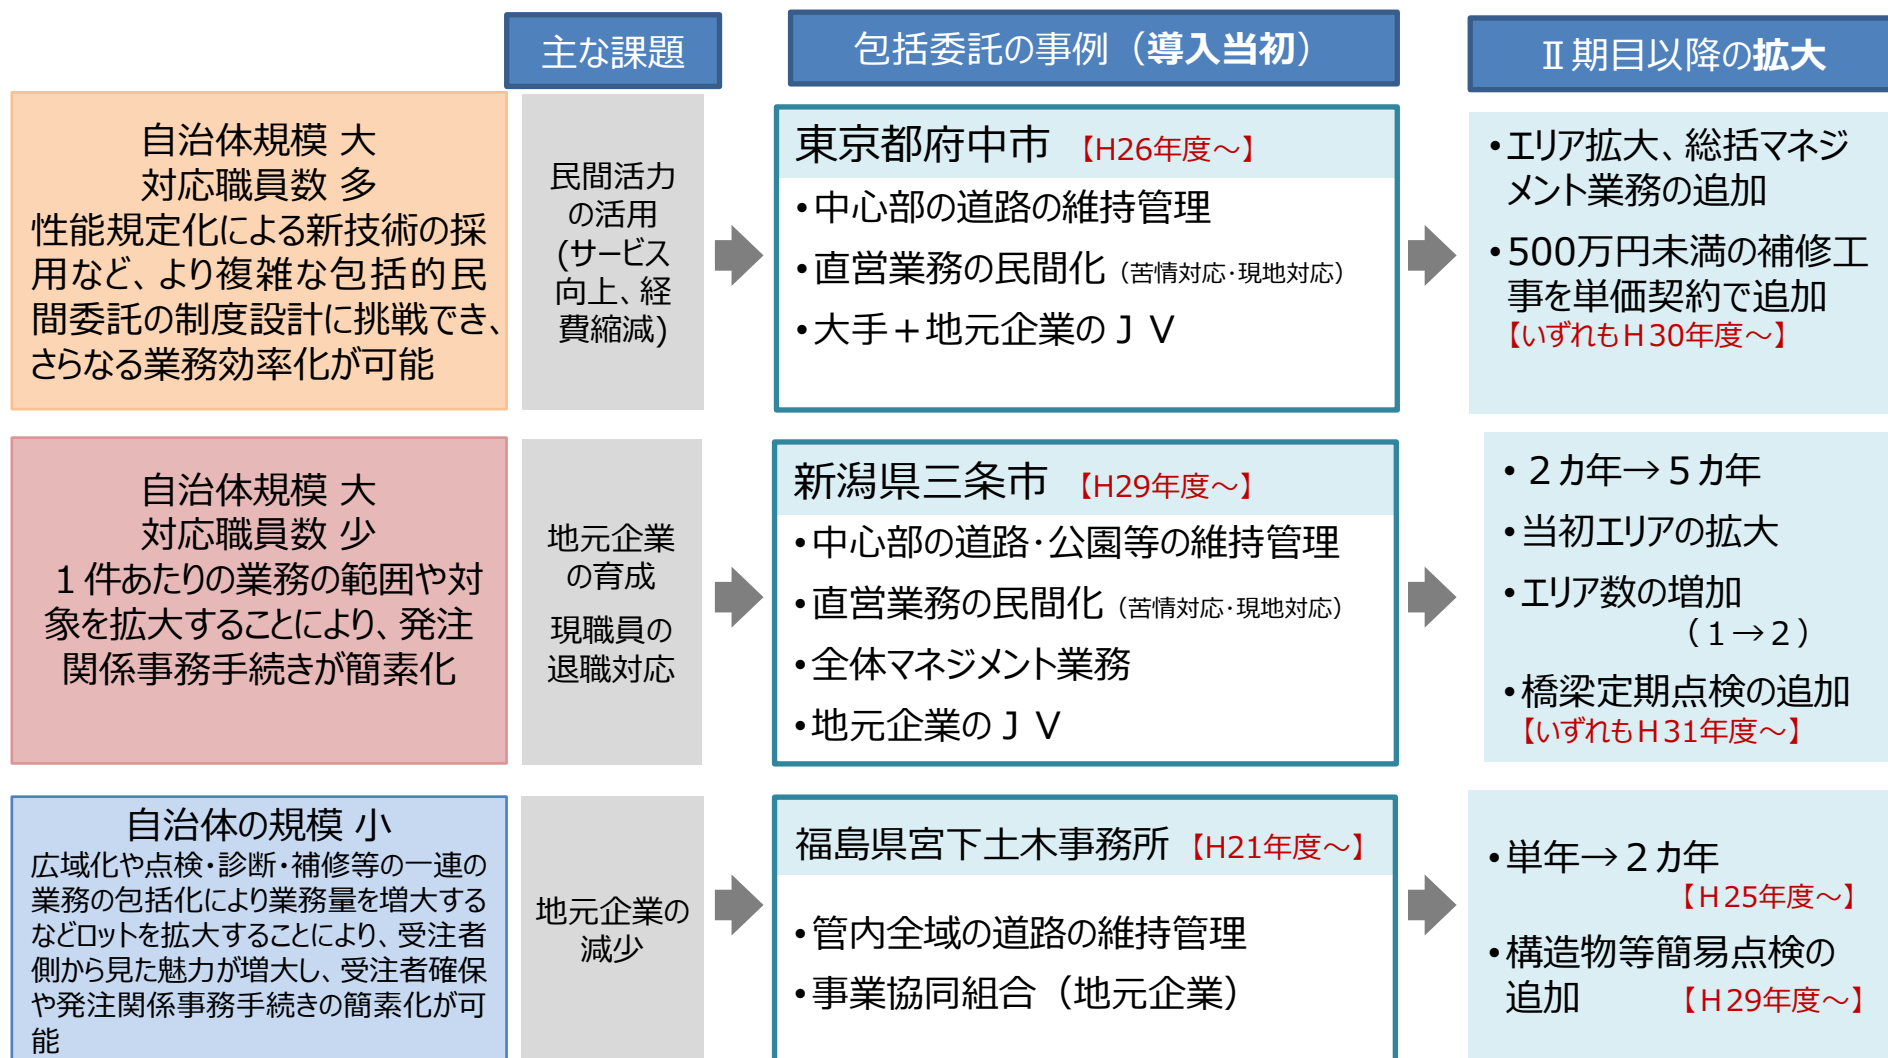 主な課題
包括委託の事例（導入当初）
Ⅱ期目以降の拡大
自治体規模 大
対応職員数 多
性能規定化による新技術の採
用など、より複雑な包括的民
間委託の制度設計に挑戦でき、
さらなる業務効率化が可能
民間活力
の活用
(サービス
向上、経
費縮減)
東京都府中市 【H26年度～】
•中心部の道路の維持管理
•直営業務の民間化（苦情対応・現地対応）
•大手＋地元企業のＪＶ
•エリア拡大、総括マネジ
メント業務の追加
•500万円未満の補修工
事を単価契約で追加
【いずれもＨ30年度～】
自治体規模 大
対応職員数 少
１件あたりの業務の範囲や対
象を拡大することにより、発注
関係事務手続きが簡素化
地元企業
の育成
現職員の
退職対応
新潟県三条市 【H29年度～】
•中心部の道路・公園等の維持管理
•直営業務の民間化（苦情対応・現地対応）
•全体マネジメント業務
•地元企業のＪＶ
•２カ年→５カ年
•当初エリアの拡大
•エリア数の増加
（１→２）
•橋梁定期点検の追加
【いずれもＨ31年度～】
自治体の規模 小
広域化や点検・診断・補修等の一連の
業務の包括化により業務量を増大する
などロットを拡大することにより、受注者
側から見た魅力が増大し、受注者確保
や発注関係事務手続きの簡素化が可
能
地元企業の
減少
福島県宮下土木事務所 【H21年度～】
•管内全域の道路の維持管理
•事業協同組合（地元企業）
•単年→２カ年
【Ｈ25年度～】
•構造物等簡易点検の
追加 【Ｈ29年度～】